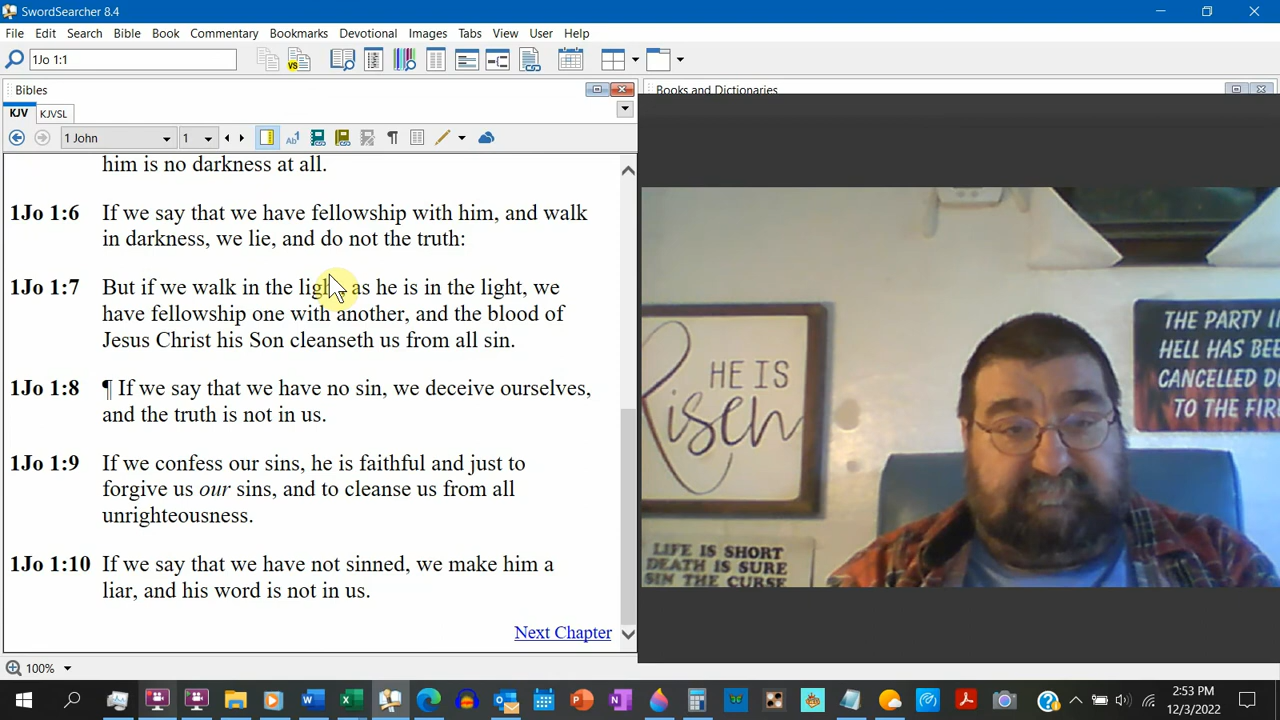 SwordSearcher 8.4
File Edit Search Bible Book Commentary Bookmarks Devotional Images Tabs View User Help
1Jo 1:1
Bibles
Books and Dictionaries
KJV KJVSL
1 John 1
him is no darkness at all.
1Jo 1:6 If we say that we have fellowship with him, and walk
in darkness, we lie, and do not the truth:
1Jo 1:7 But if we walk in the light, as he is in the light, we
have fellowship one with another, and the blood of
Jesus Christ his Son cleanseth us from all sin.
1Jo 1:8 ¶ If we say that we have no sin, we deceive ourselves,
and the truth is not in us.
1Jo 1:9 If we confess our sins, he is faithful and just to
forgive us our sins, and to cleanse us from all
unrighteousness.
1Jo 1:10 If we say that we have not sinned, we make him a
liar, and his word is not in us.
Next Chapter
100%
HE IS
Risen
THE PARTY I
HELL HAS BEE
CANCELLED DU
TO THE FIR
LIFE IS SHORT
DEATH IS SURE
SIN THE CURSE
2:53 PM
12/3/2022